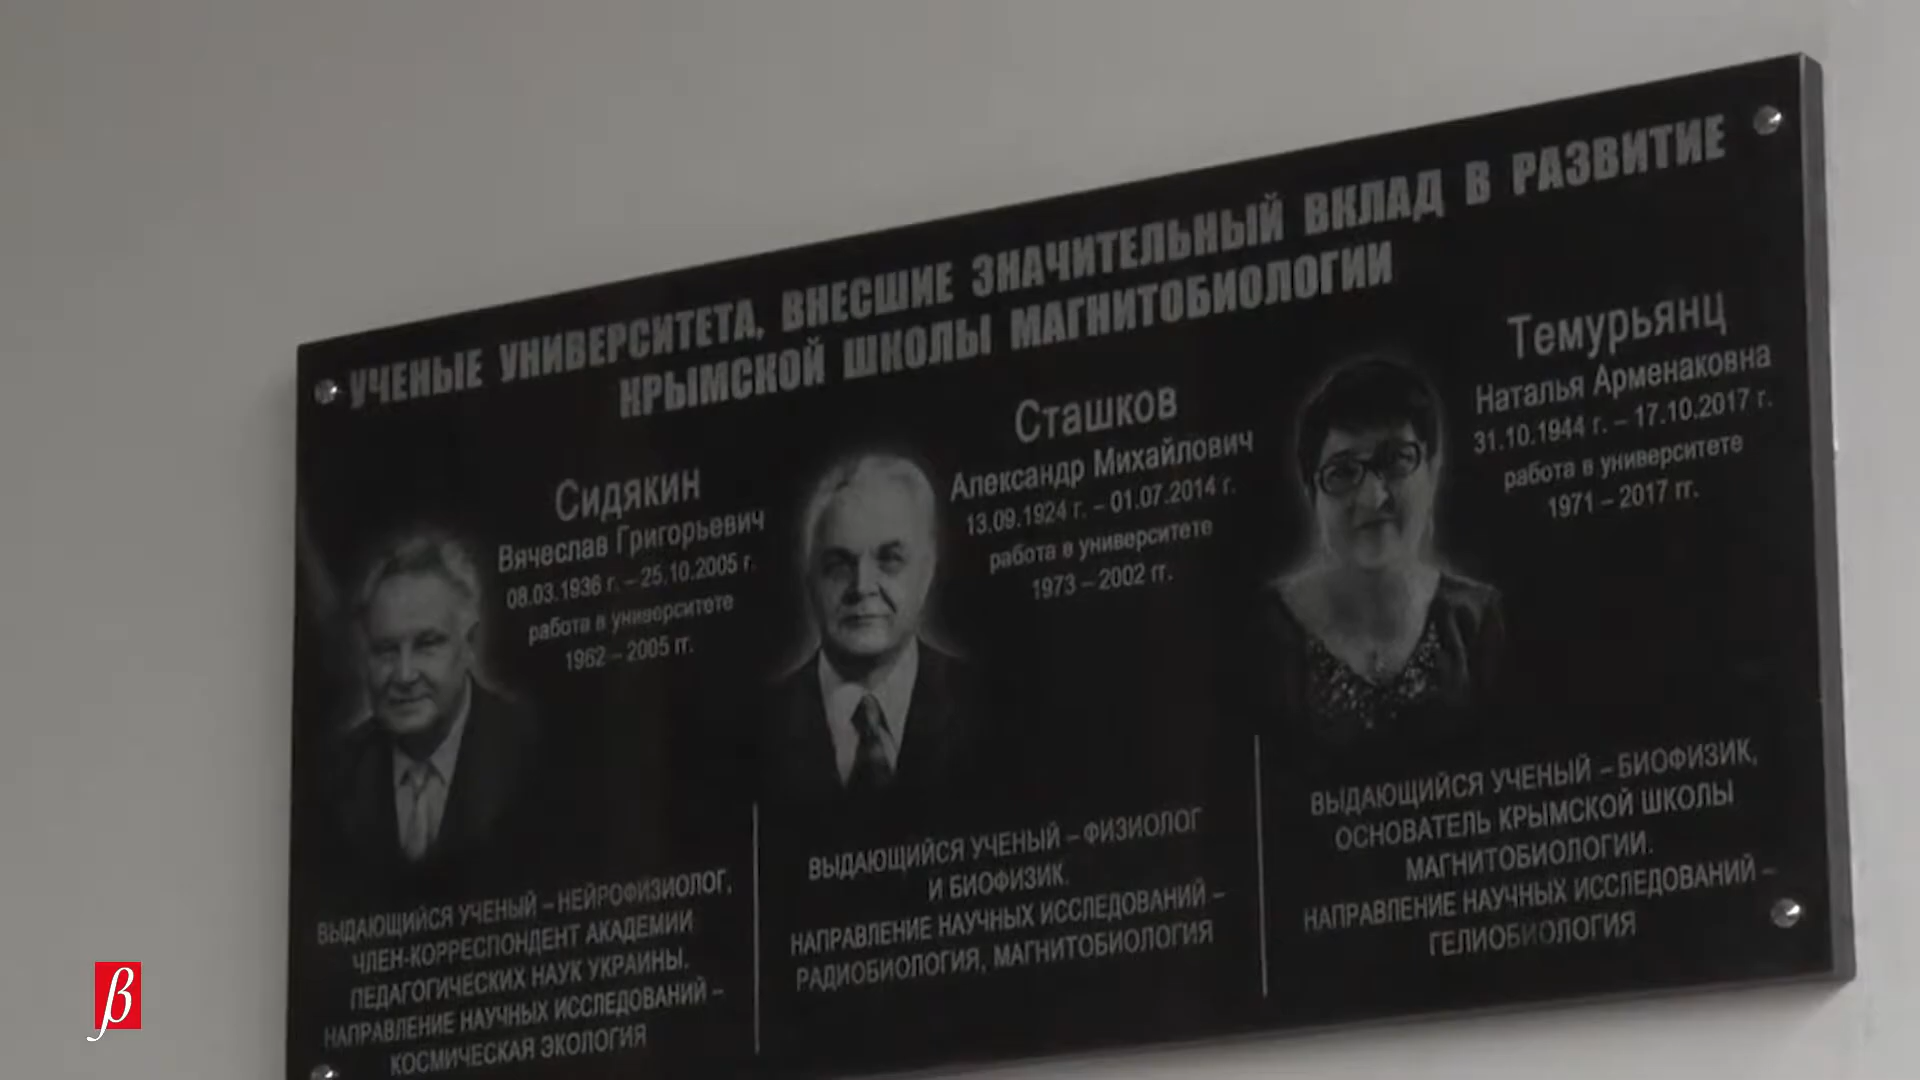 УЧЕНЫЕ УНИВЕРСИТЕТА, ВНЕСШИЕ ЗНАЧИТЕЛЬНЫЙ ВКЛАД В РАЗВИТИЕ
КРЫМСКОЙ ШКОЛЫ МАГНИТОБИОЛОГИИ
Сидякин
Вячеслав Григорьевич
08.03.1936 г. – 25.10.2005 г.
работа в университете
1962 – 2005 гг.
ВЫДАЮЩИЙСЯ УЧЕНЫЙ – НЕЙРОФИЗИОЛОГ,
ЧЛЕН-КОРРЕСПОНДЕНТ АКАДЕМИИ
ПЕДАГОГИЧЕСКИХ НАУК УКРАИНЫ.
НАПРАВЛЕНИЕ НАУЧНЫХ ИССЛЕДОВАНИЙ –
КОСМИЧЕСКАЯ ЭКОЛОГИЯ
Сташков
Александр Михайлович
13.09.1924 г. – 01.07.2014 г.
работа в университете
1973 – 2002 гг.
ВЫДАЮЩИЙСЯ УЧЕНЫЙ – ФИЗИОЛОГ
И БИОФИЗИК.
НАПРАВЛЕНИЕ НАУЧНЫХ ИССЛЕДОВАНИЙ –
РАДИОБИОЛОГИЯ, МАГНИТОБИОЛОГИЯ
Темурьянц
Наталья Арменаковна
31.10.1944 г. – 17.10.2017 г.
работа в университете
1971 – 2017 гг.
ВЫДАЮЩИЙСЯ УЧЕНЫЙ – БИОФИЗИК,
ОСНОВАТЕЛЬ КРЫМСКОЙ ШКОЛЫ
МАГНИТОБИОЛОГИИ.
НАПРАВЛЕНИЕ НАУЧНЫХ ИССЛЕДОВАНИЙ –
ГЕЛИОБИОЛОГИЯ
β